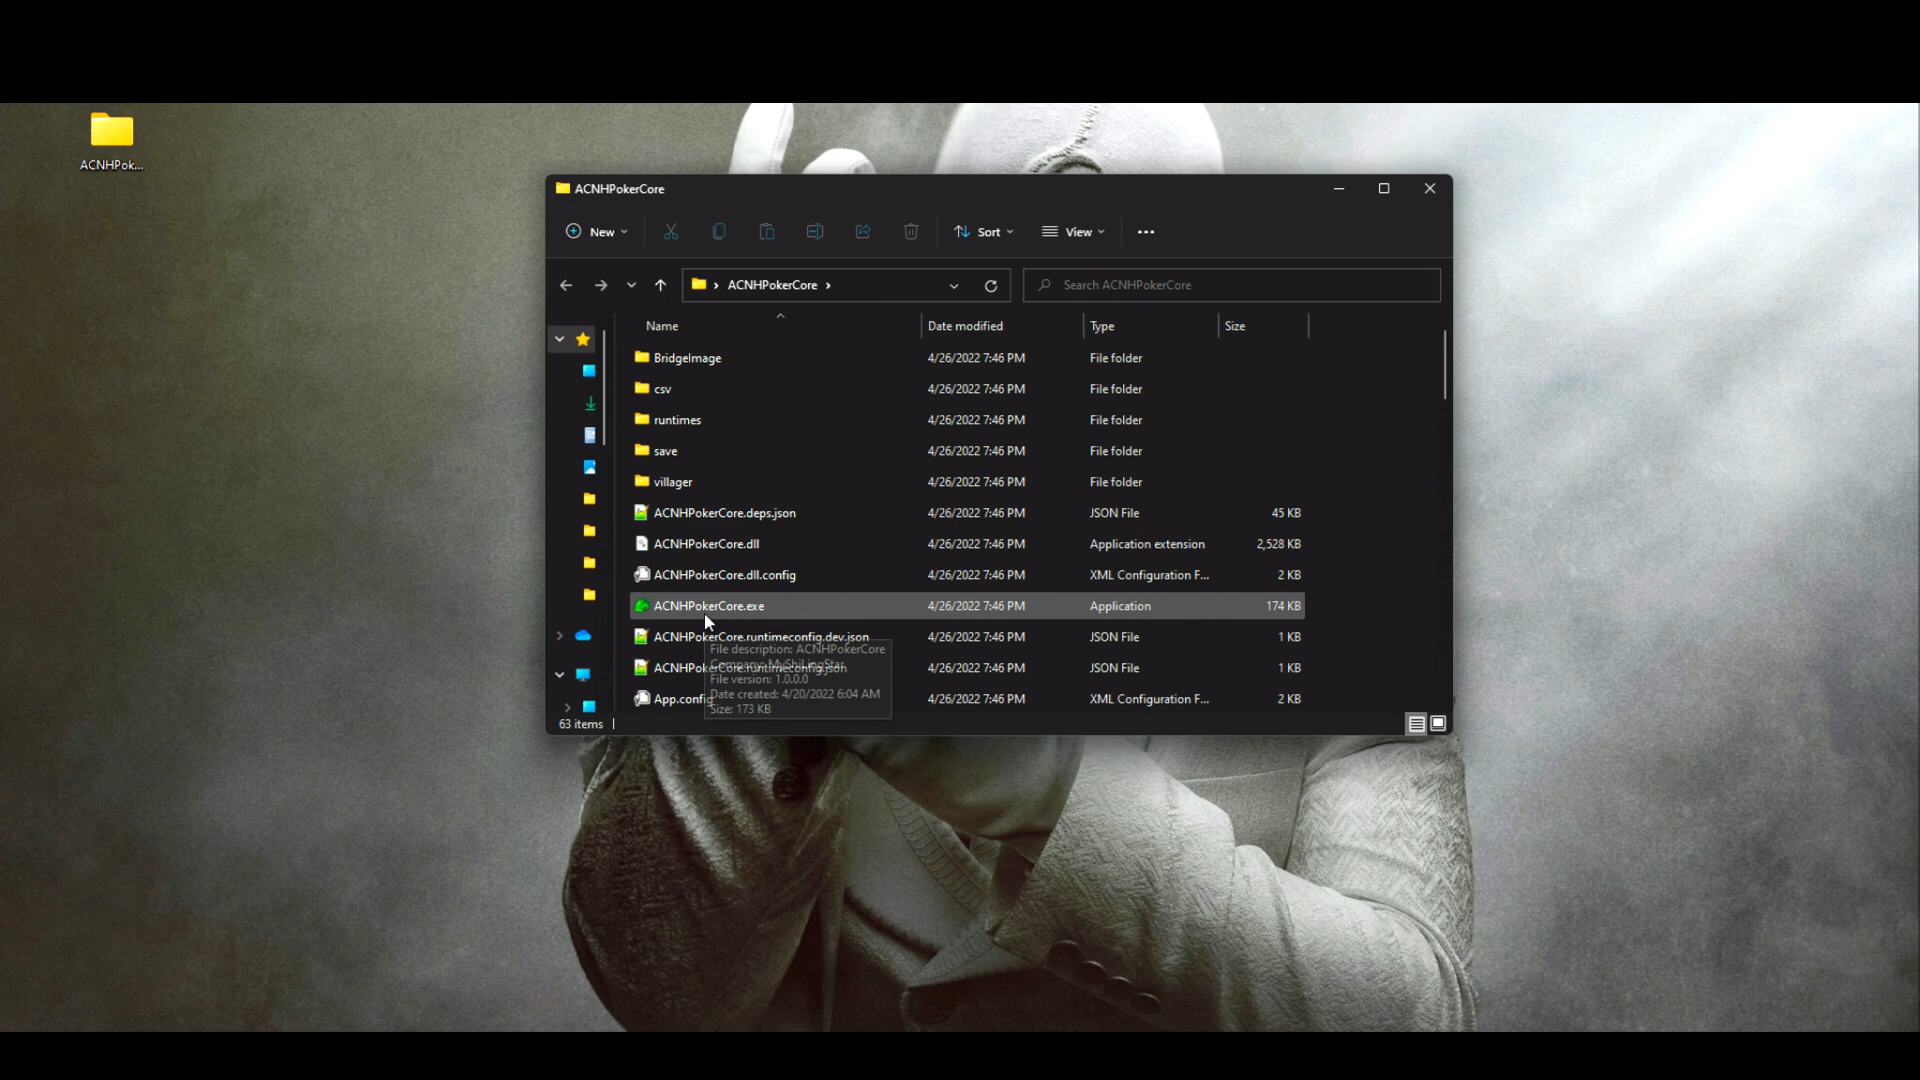 ACNHPok...
ACNHPokerCore
New
Sort
View
ACNHPokerCore
Search ACNHPokerCore
Name Date modified Type Size
BridgeImage 4/26/2022 7:46 PM File folder
csv 4/26/2022 7:46 PM File folder
runtimes 4/26/2022 7:46 PM File folder
save 4/26/2022 7:46 PM File folder
villager 4/26/2022 7:46 PM File folder
ACNHPokerCore.deps.json 4/26/2022 7:46 PM JSON File 45 KB
ACNHPokerCore.dll 4/26/2022 7:46 PM Application extension 2,528 KB
ACNHPokerCore.dll.config 4/26/2022 7:46 PM XML Configuration F... 2 KB
ACNHPokerCore.exe 4/26/2022 7:46 PM Application 174 KB
ACNHPokerCore.runtimeconfig.dev.json 4/26/2022 7:46 PM JSON File 1 KB
ACNHPokerCore.runtimeconfig.json 4/26/2022 7:46 PM JSON File 1 KB
App.config 4/26/2022 7:46 PM XML Configuration F... 2 KB
File description: ACNHPokerCore
Company: MyShiLingStar
File version: 1.0.0.0
Date created: 4/20/2022 6:04 AM
Size: 173 KB
63 items